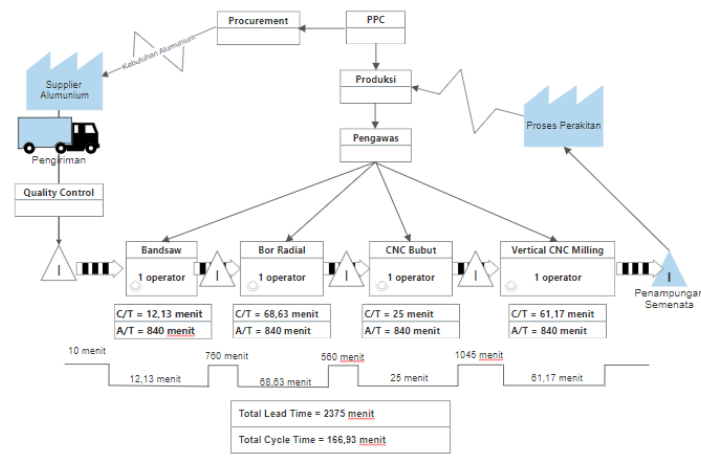 Procurement
PPC
Kebutuhan Alumunium
Supplier
Alumunium
Produksi
Proses Perakitan
Pengiriman
Pengawas
Quality Control
Bandsaw
1 operator
Bor Radial
1 operator
CNC Bubut
1 operator
Vertical CNC Milling
1 operator
I
I
I
I
I
Penampungan
Semenata
C/T = 12,13 menit
A/T = 840 menit
C/T = 68,63 menit
A/T = 840 menit
C/T = 25 menit
A/T = 840 menit
C/T = 61,17 menit
A/T = 840 menit
10 menit
760 menit
560 menit
1045 menit
12,13 menit
68,63 menit
25 menit
61,17 menit
Total Lead Time = 2375 menit
Total Cycle Time = 166,93 menit